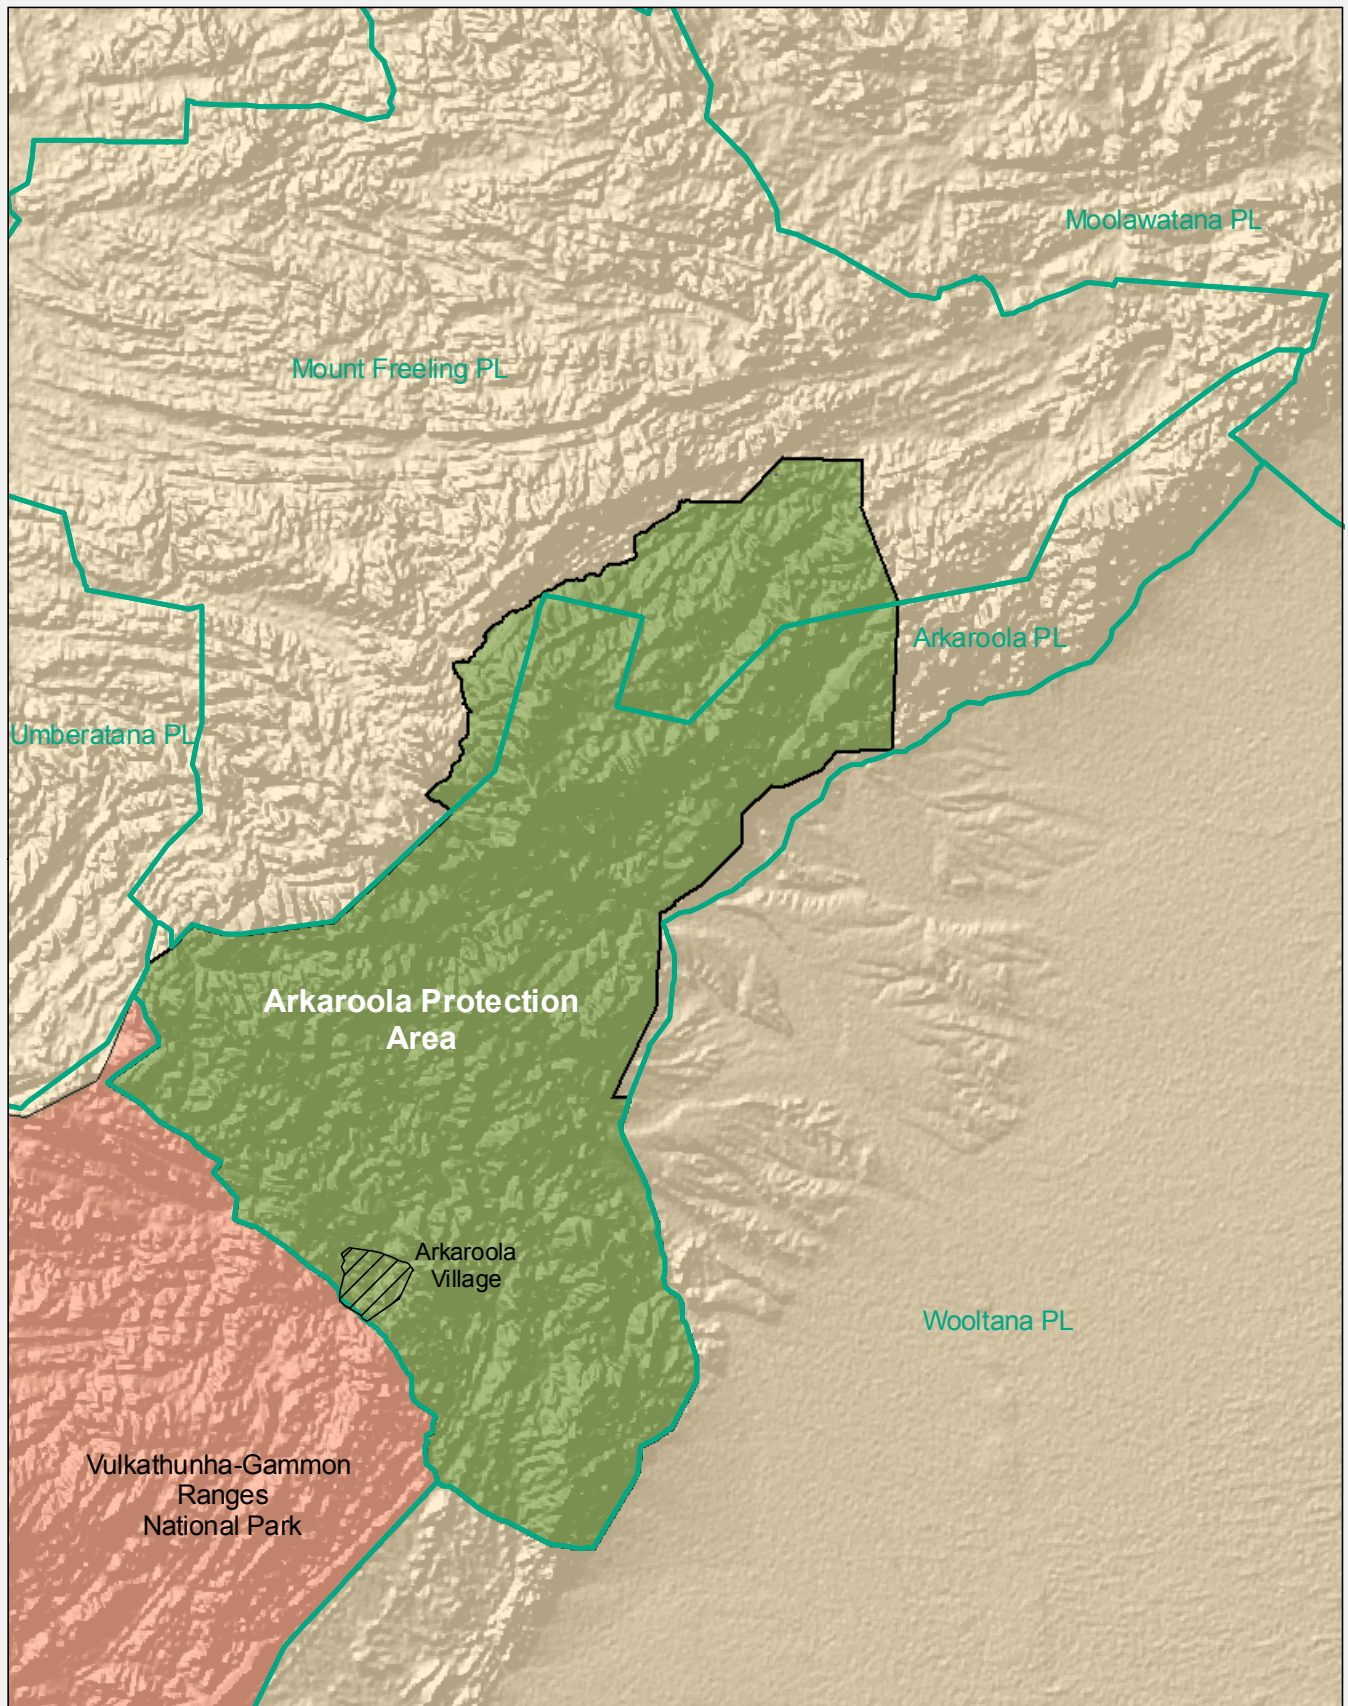 Moolawatana PL
Mount Freeling PL
Arkaroola PL
Umberatana PL
Arkaroola Protection
Area
Arkaroola
Village
Wooltana PL
Vulkathunha-Gammon
Ranges
National Park